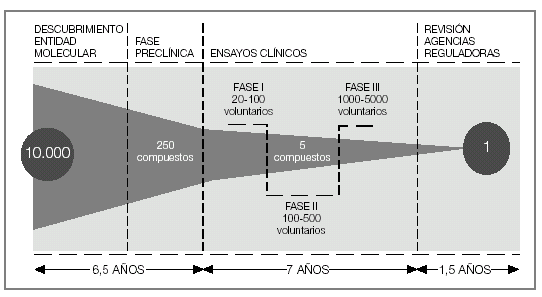 DESCUBRIMIENTO
ENTIDAD
MOLECULAR
FASE
PRECLÍNICA
ENSAYOS CLÍNICOS
REVISIÓN
AGENCIAS
REGULADORAS
FASE I
20-100
voluntarios
FASE III
1000-5000
voluntarios
10.000
250
compuestos
5
compuestos
1
FASE II
100-500
voluntarios
6,5 AÑOS
7 AÑOS
1,5 AÑOS